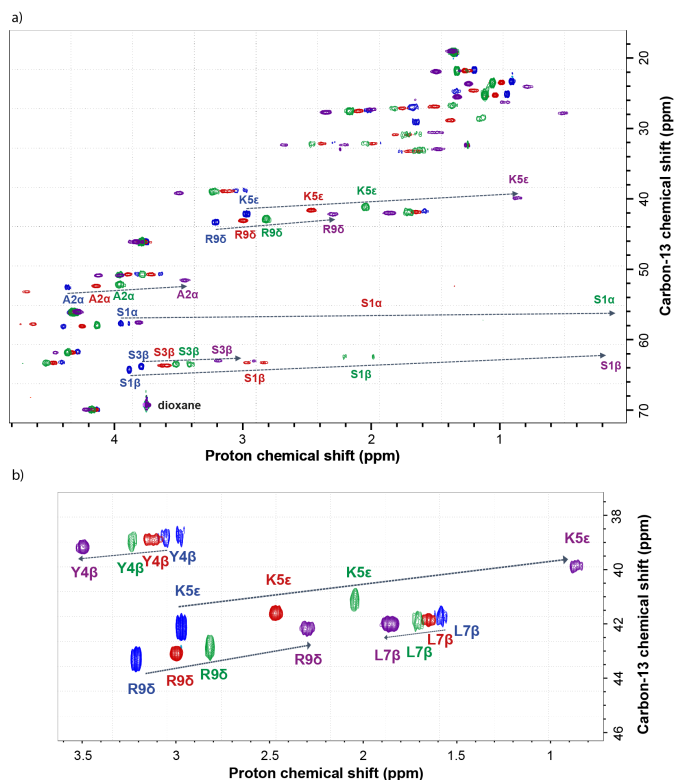 a)
20
30
40
50
60
70
Carbon-13 chemical shift (ppm)
K5ε K5ε K5ε K5ε
R9δ R9δ R9δ R9δ
A2α A2α A2α A2α
S1α S1α S1α
S3β S3β S3β S3β
S1β S1β S1β S1β
dioxane
4 3 2 1
Proton chemical shift (ppm)
b)
38
40
42
44
46
Carbon-13 chemical shift (ppm)
Y4β Y4β Y4β Y4β
K5ε K5ε K5ε K5ε
L7β L7β L7β L7β
R9δ R9δ R9δ R9δ
3.5 3 2.5 2 1.5 1
Proton chemical shift (ppm)